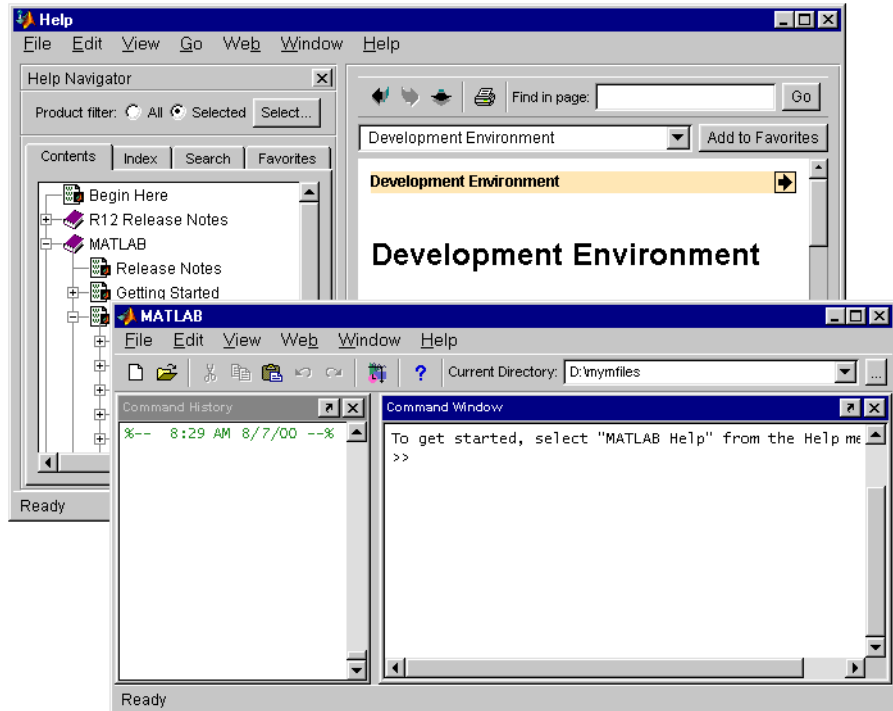 Help
File Edit View Go Web Window Help
Help Navigator
Product filter: All Selected Select...
Contents Index Search Favorites
Begin Here
R12 Release Notes
MATLAB
Release Notes
Getting Started
Ready
Find in page: Go
Development Environment Add to Favorites
Development Environment
Development Environment
MATLAB
File Edit View Web Window Help
? Current Directory: D:\mymfiles ...
Command History
%-- 8:29 AM 8/7/00 --%
Command Window
To get started, select "MATLAB Help" from the Help me
>>
Ready